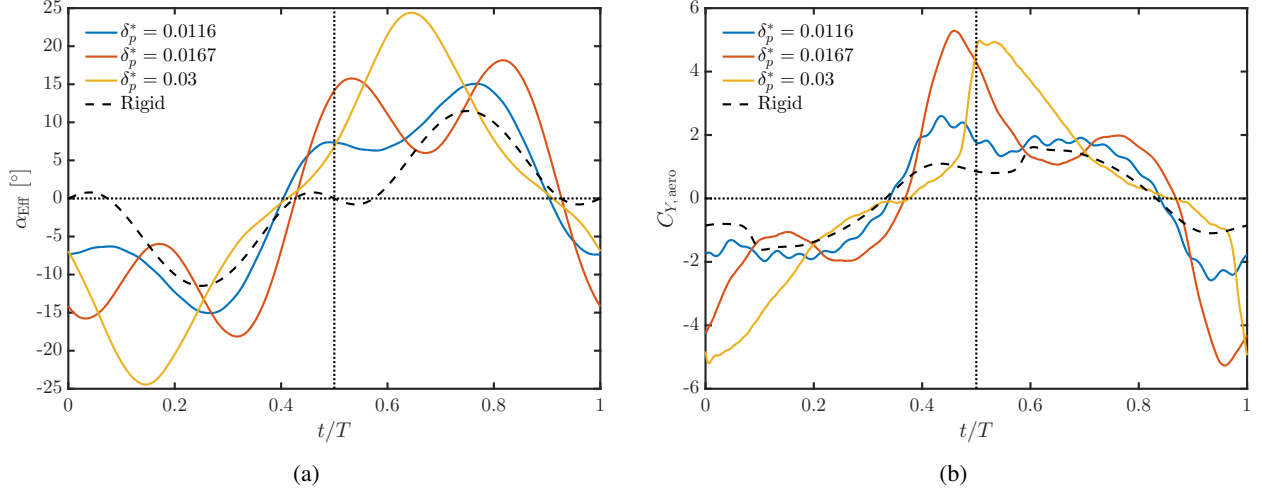 25
20
15
10
5
0
-5
-10
-15
-20
-25
α_Eff [°]
δ*_p = 0.0116
δ*_p = 0.0167
δ*_p = 0.03
Rigid
0
0.2
0.4
0.6
0.8
1
t/T
(a)
6
4
2
0
-2
-4
-6
C_Y, aero
δ*_p = 0.0116
δ*_p = 0.0167
δ*_p = 0.03
Rigid
0
0.2
0.4
0.6
0.8
1
t/T
(b)